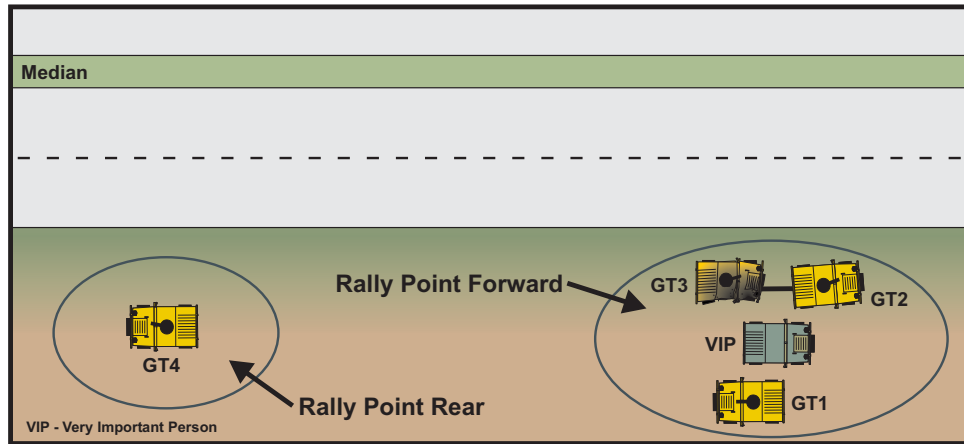 Median
Rally Point Forward
GT3
GT2
VIP
GT4
GT1
Rally Point Rear
VIP - Very Important Person